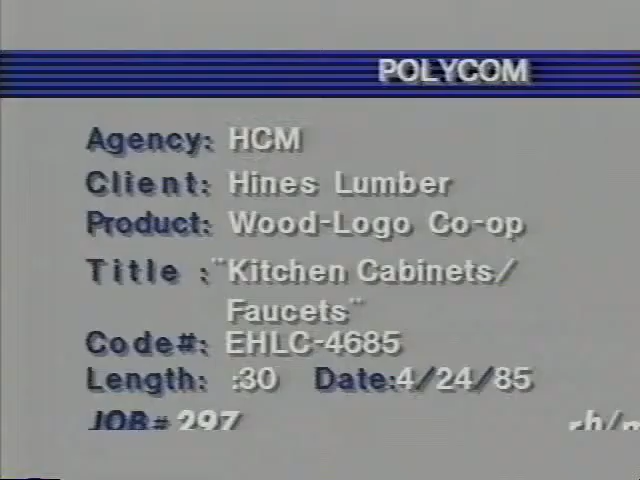 POLYCOM
Agency: HCM
Client: Hines Lumber
Product: Wood-Logo Co-op
Title : "Kitchen Cabinets/
Faucets"
Code#: EHLC-4685
Length: :30 Date:4/24/85
JOB# 297